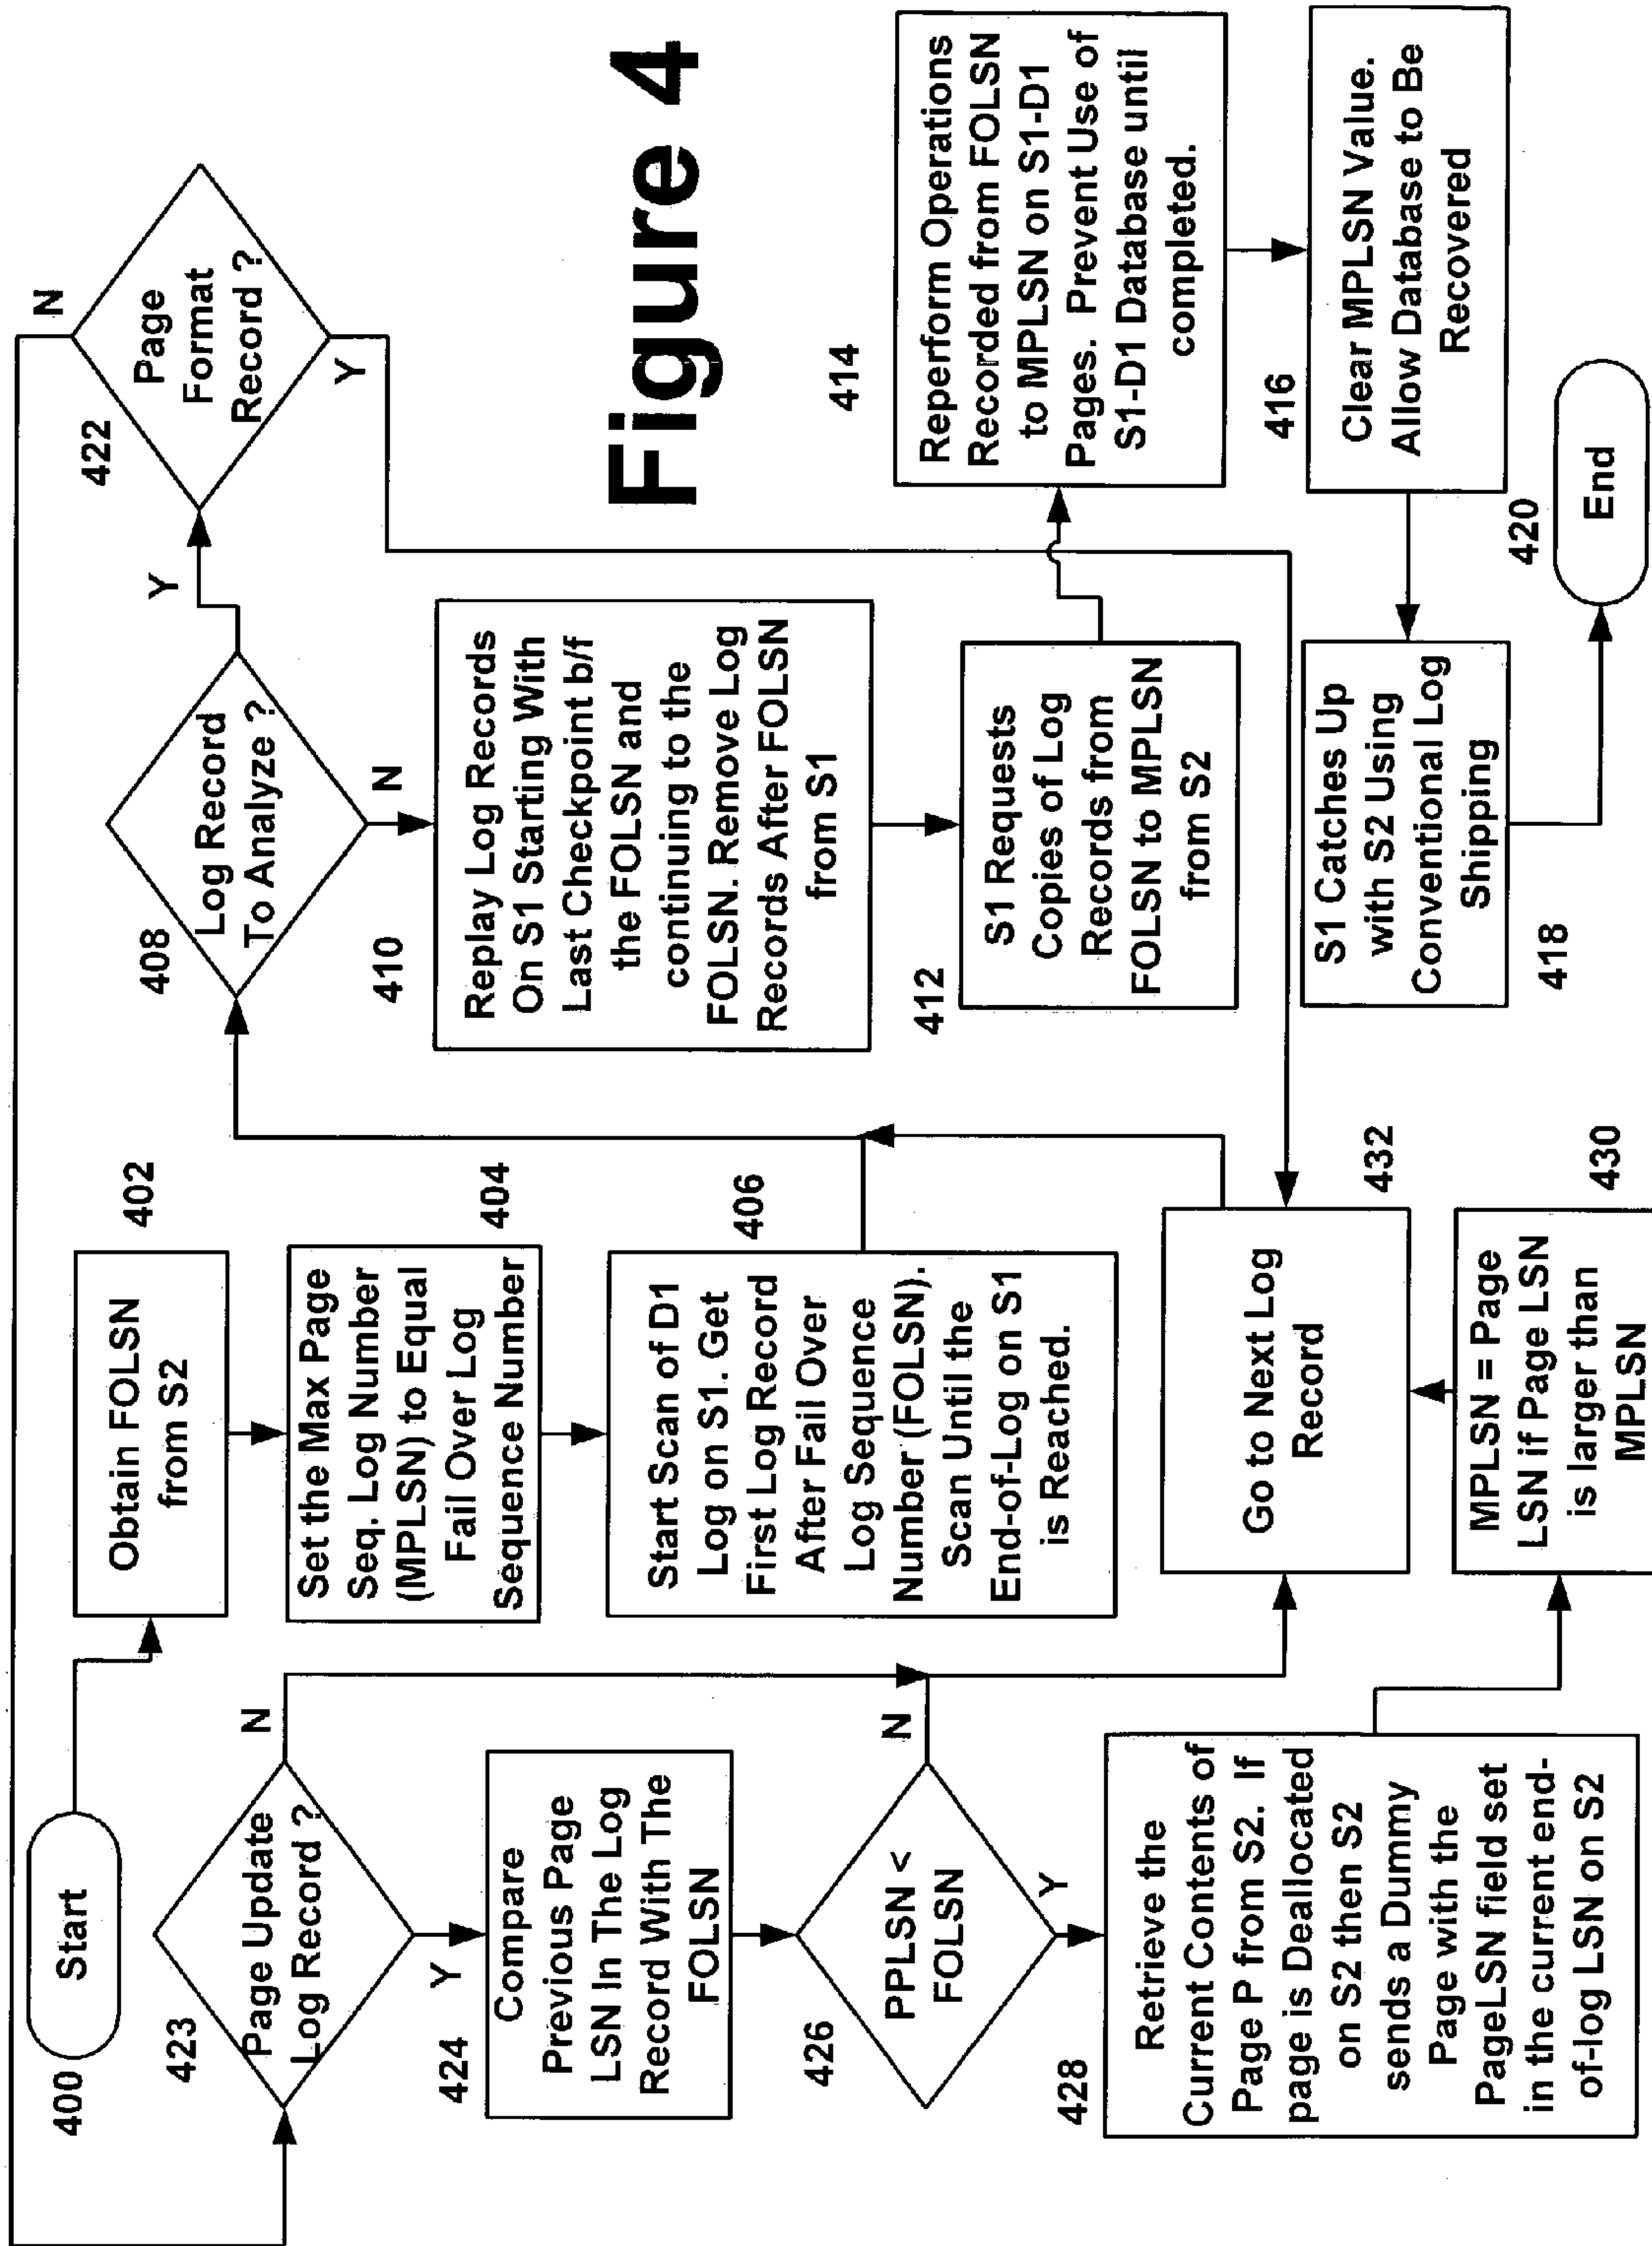 Figure 4
400
Start
402
Obtain FOLSN
from S2
404
Set the Max Page
Seq. Log Number
(MPLSN) to Equal
Fail Over Log
Sequence Number
406
Start Scan of D1
Log on S1. Get
First Log Record
After Fail Over
Log Sequence
Number (FOLSN).
Scan Until the
End-of-Log on S1
is Reached.
408
Log Record
To Analyze ?
Y
N
410
Replay Log Records
On S1 Starting With
Last Checkpoint b/f
the FOLSN and
continuing to the
FOLSN. Remove Log
Records After FOLSN
from S1
412
S1 Requests
Copies of Log
Records from
FOLSN to MPLSN
from S2
414
Reperform Operations
Recorded from FOLSN
to MPLSN on S1-D1
Pages. Prevent Use of
S1-D1 Database until
completed.
416
Clear MPLSN Value.
Allow Database to Be
Recovered
418
S1 Catches Up
with S2 Using
Conventional Log
Shipping
420
End
422
Page
Format
Record ?
N
Y
423
Page Update
Log Record ?
N
Y
424
Compare
Previous Page
LSN In The Log
Record With The
FOLSN
426
PPLSN <
FOLSN
N
Y
428
Retrieve the
Current Contents of
Page P from S2. If
page is Deallocated
on S2 then S2
sends a Dummy
Page with the
PageLSN field set
in the current end-
of-log LSN on S2
430
MPLSN = Page
LSN if Page LSN
is larger than
MPLSN
432
Go to Next Log
Record